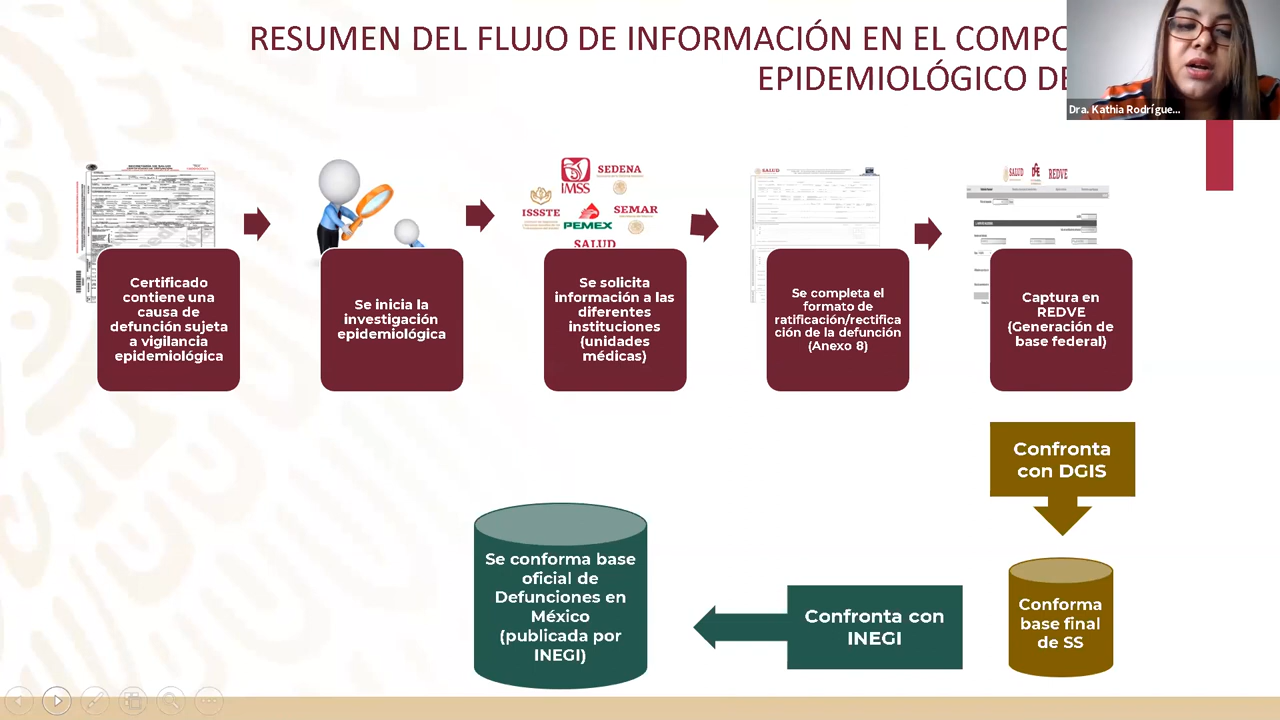 RESUMEN DEL FLUJO DE INFORMACIÓN EN EL COMPO
EPIDEMIOLÓGICO DE
Dra. Kathia Rodrígue...
IMSS
SEDENA
ISSSTE
PEMEX
SEMAR
SALUD
SALUD
SALUD
REDVE
Certificado
contiene una
causa de
defunción sujeta
a vigilancia
epidemiológica
Se inicia la
investigación
epidemiológica
Se solicita
información a las
diferentes
instituciones
(unidades
médicas)
Se completa el
formato de
ratificación/rectifica
ción de la defunción
(Anexo 8)
Captura en
REDVE
(Generación de
base federal)
Confronta
con DGIS
Conforma
base final
de SS
Confronta con
INEGI
Se conforma base
oficial de
Defunciones en
México
(publicada por
INEGI)